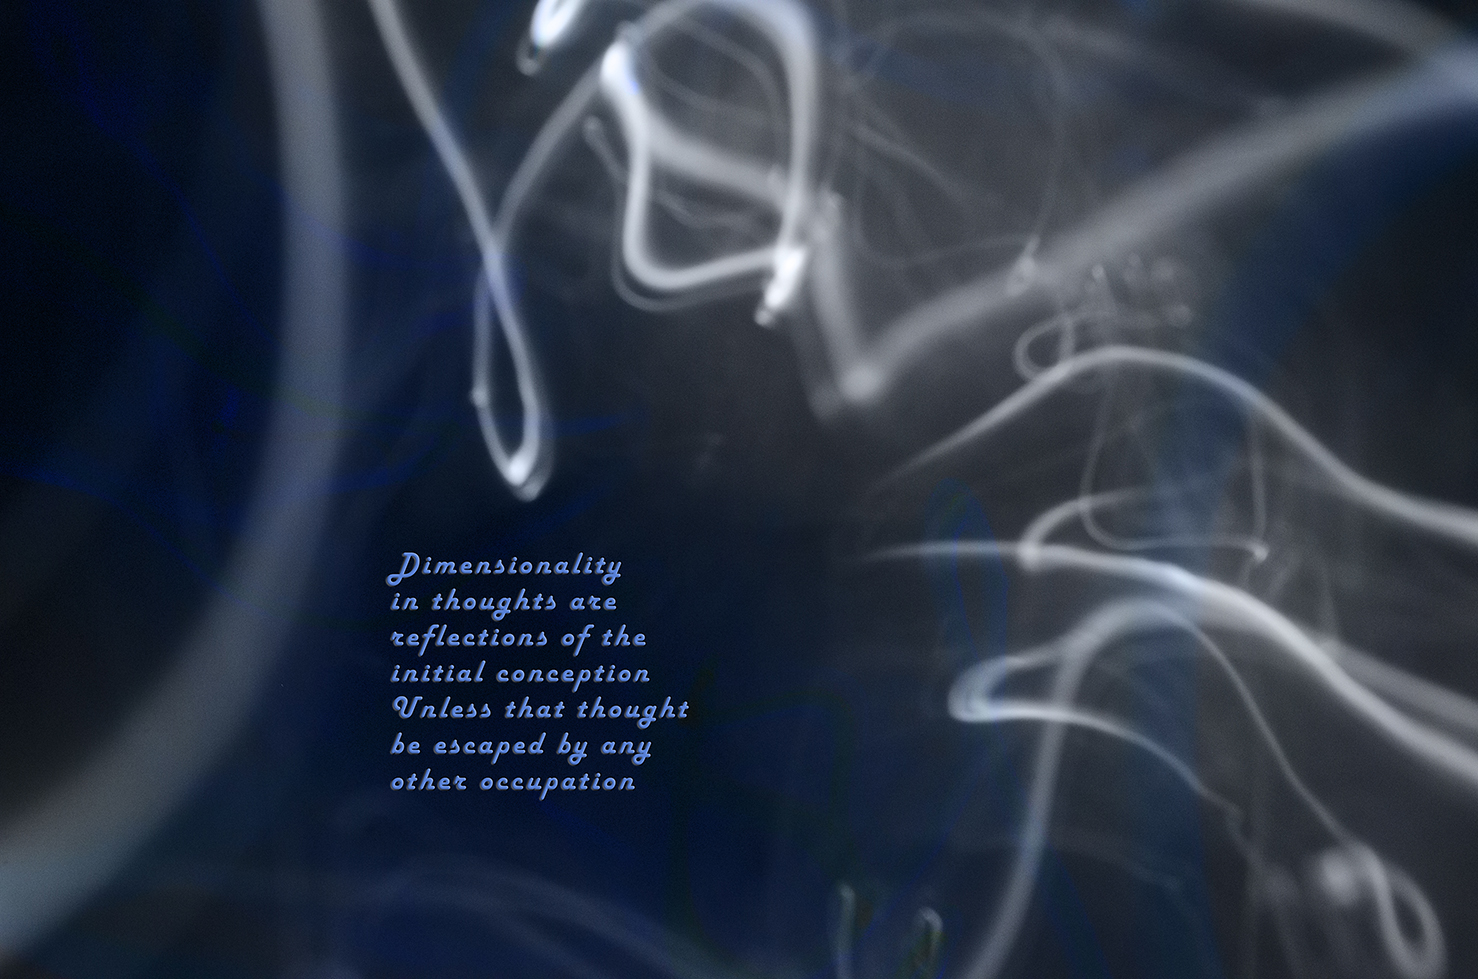 Dimensionality
in thoughts are
reflections of the
initial conception
Unless that thought
be escaped by any
other occupation